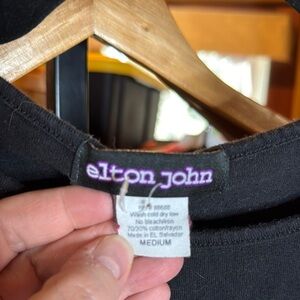 elton john
Wash cold dry low
No bleach/iron
70/30% cotton/rayon
Made in EL Salvador
MEDIUM